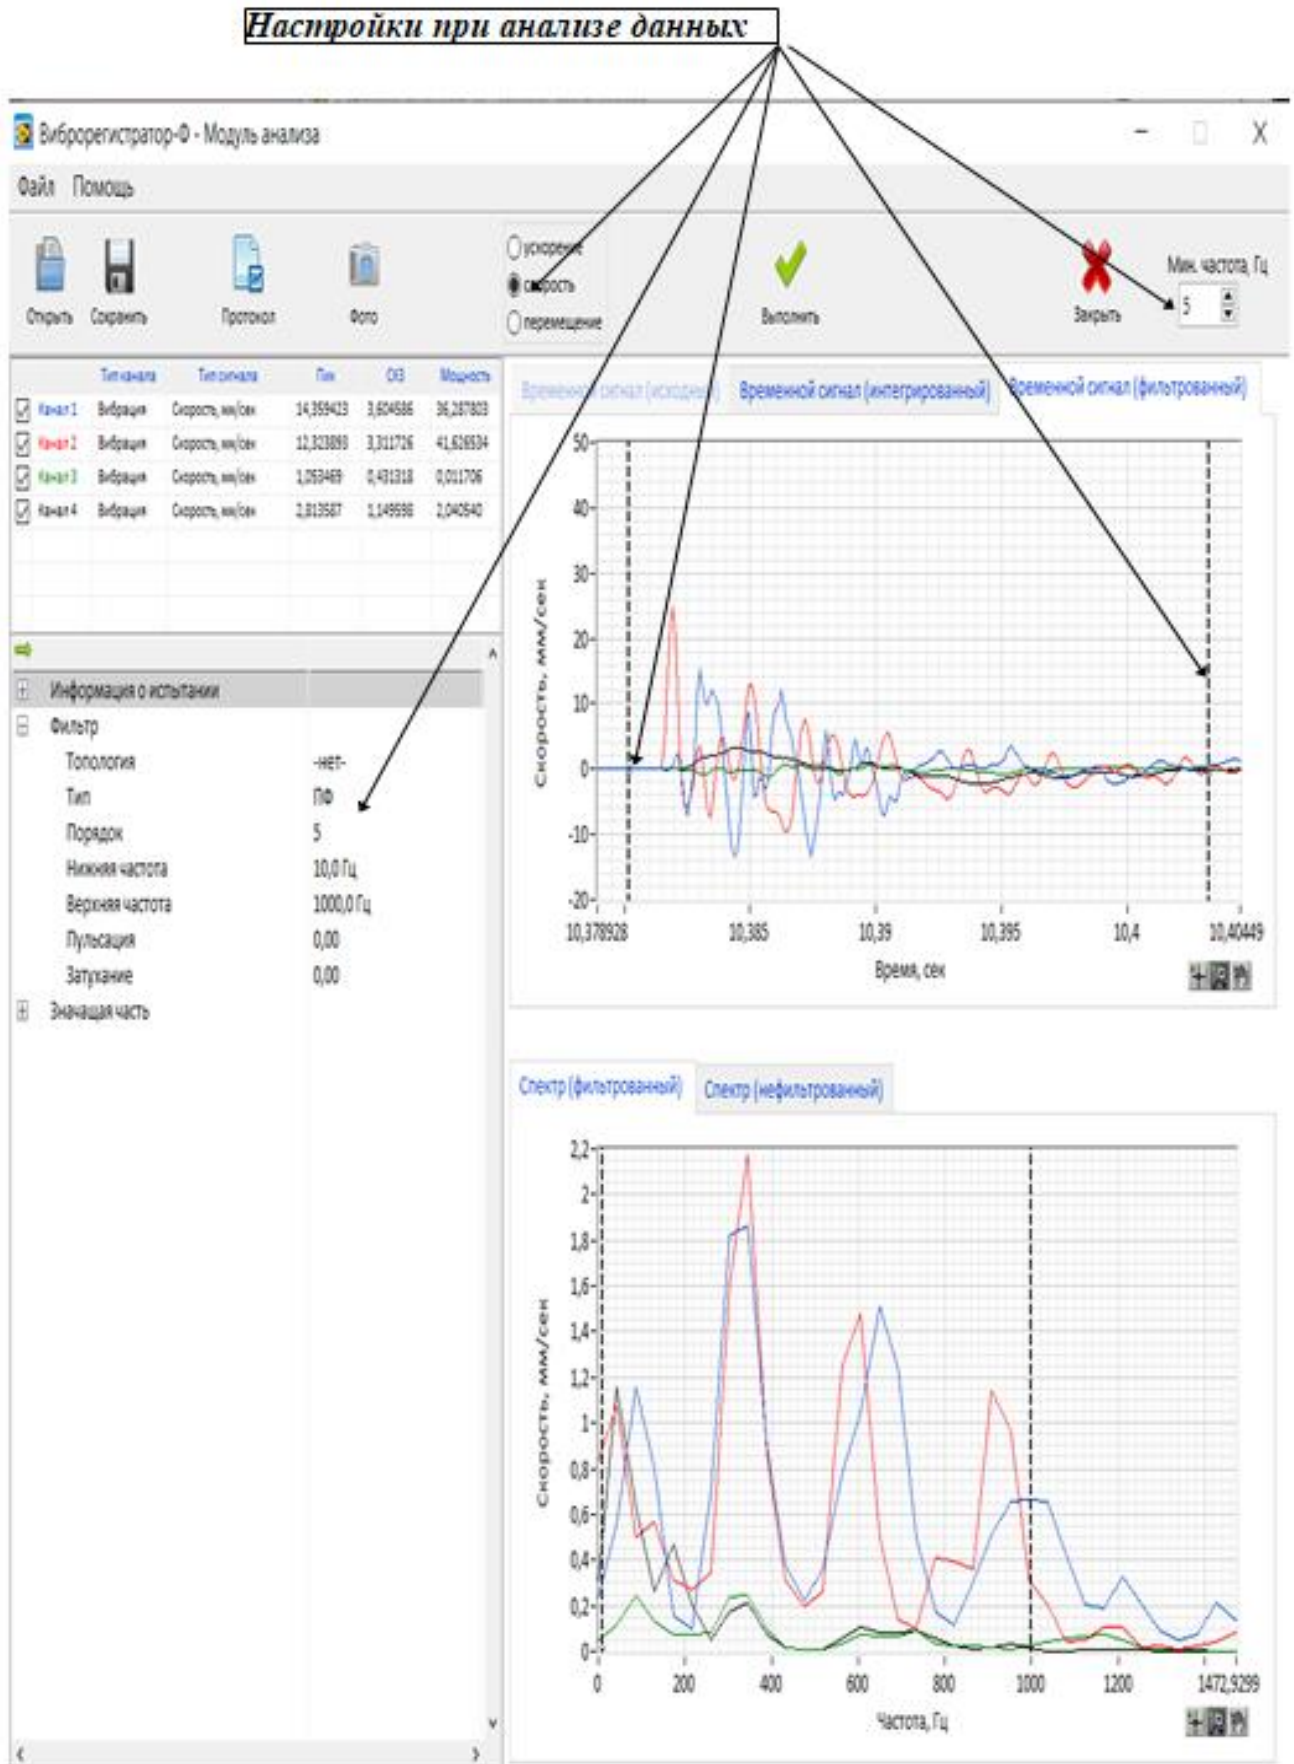 Настройки при анализе данных
Виброрегистратор-Ф - Модуль анализа
Файл Помощь
Открыть Сохранить Протокол Фото
ускорение
скорость
перемещение
Выполнить
Закрыть
Мин. частота, Гц
5
Тип канала Тип сигнала Пик СКЗ Мощность
Канал 1 Вибрация Скорость, мм/сек 14,359423 3,604586 36,287803
Канал 2 Вибрация Скорость, мм/сек 12,323893 3,311726 41,626534
Канал 3 Вибрация Скорость, мм/сек 1,053469 0,431318 0,011706
Канал 4 Вибрация Скорость, мм/сек 2,813587 1,149598 2,040540
Информация о испытании
Фильтр
Топология -нет-
Тип ПФ
Порядок 5
Нижняя частота 10,0 Гц
Верхняя частота 1000,0 Гц
Пульсация 0,00
Затухание 0,00
Значащая часть
Временной сигнал (исходный) Временной сигнал (интегрированный) Временной сигнал (фильтрованный)
50
40
30
20
10
0
-10
-20
Скорость, мм/сек
10,378928 10,385 10,39 10,395 10,4 10,40449
Время, сек
Спектр (фильтрованный) Спектр (нефильтрованный)
2,2
2
1,8
1,6
1,4
1,2
1
0,8
0,6
0,4
0,2
0
Скорость, мм/сек
0 200 400 600 800 1000 1200 1472,9299
Частота, Гц